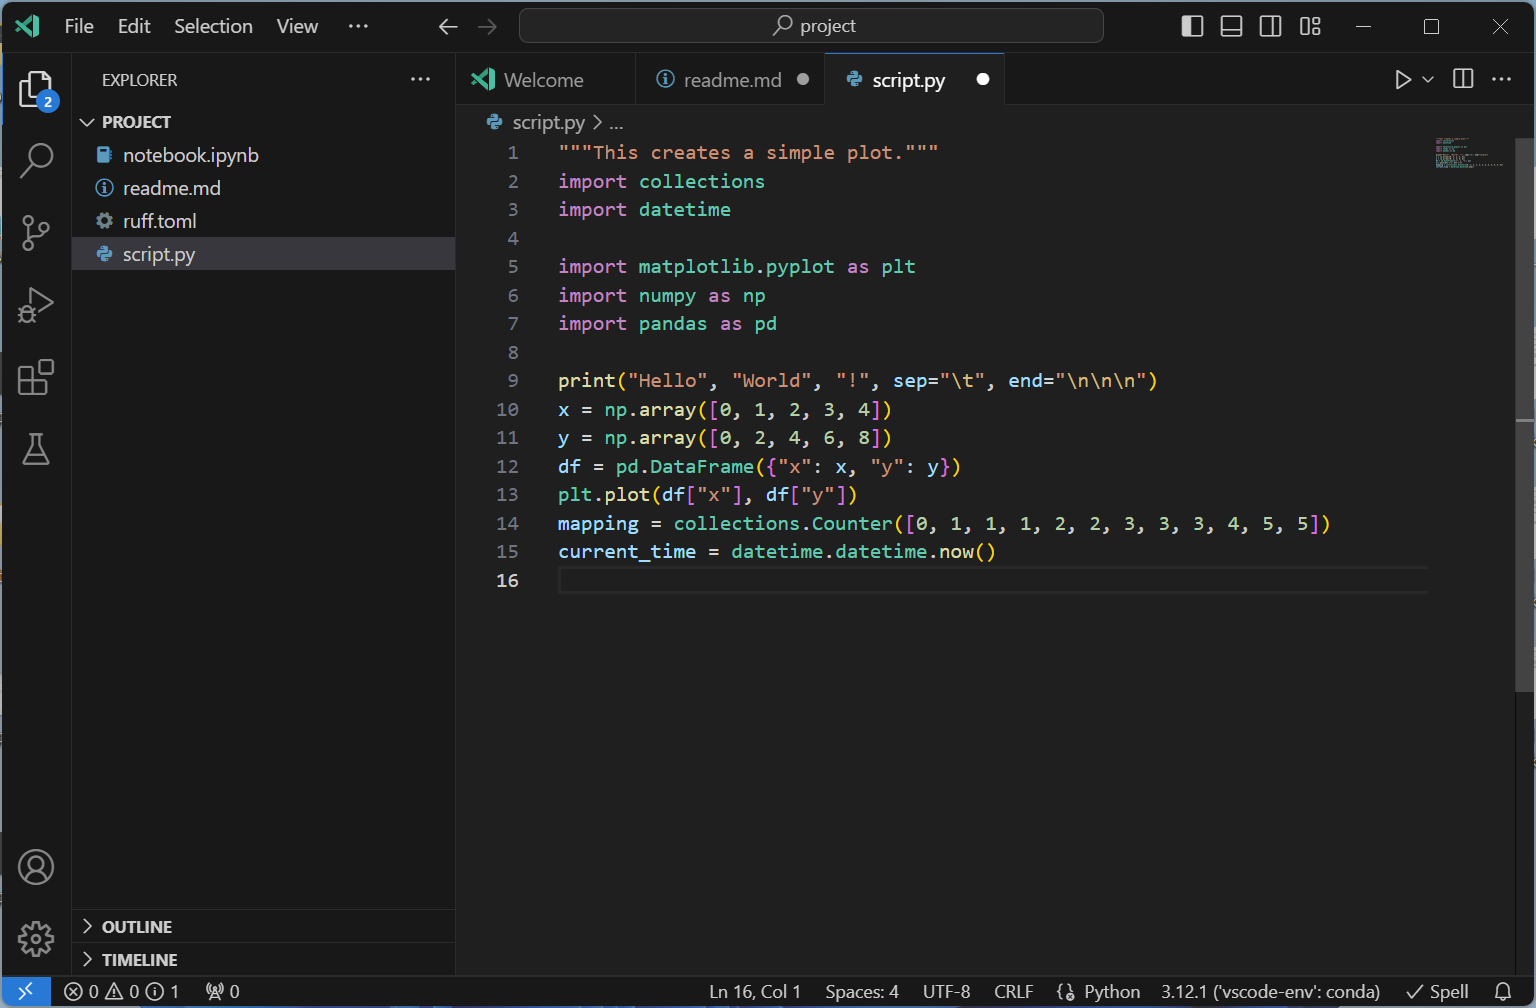 File Edit Selection View ··· project
EXPLORER ···
2
PROJECT
notebook.ipynb
readme.md
ruff.toml
script.py
OUTLINE
TIMELINE
Welcome readme.md script.py
script.py > ...
1 """This creates a simple plot."""
2 import collections
3 import datetime
4
5 import matplotlib.pyplot as plt
6 import numpy as np
7 import pandas as pd
8
9 print("Hello", "World", "!", sep="\t", end="\n\n\n")
10 x = np.array([0, 1, 2, 3, 4])
11 y = np.array([0, 2, 4, 6, 8])
12 df = pd.DataFrame({"x": x, "y": y})
13 plt.plot(df["x"], df["y"])
14 mapping = collections.Counter([0, 1, 1, 1, 2, 2, 3, 3, 3, 4, 5, 5])
15 current_time = datetime.datetime.now()
16
0 0 1 0 Ln 16, Col 1 Spaces: 4 UTF-8 CRLF Python 3.12.1 ('vscode-env': conda) Spell